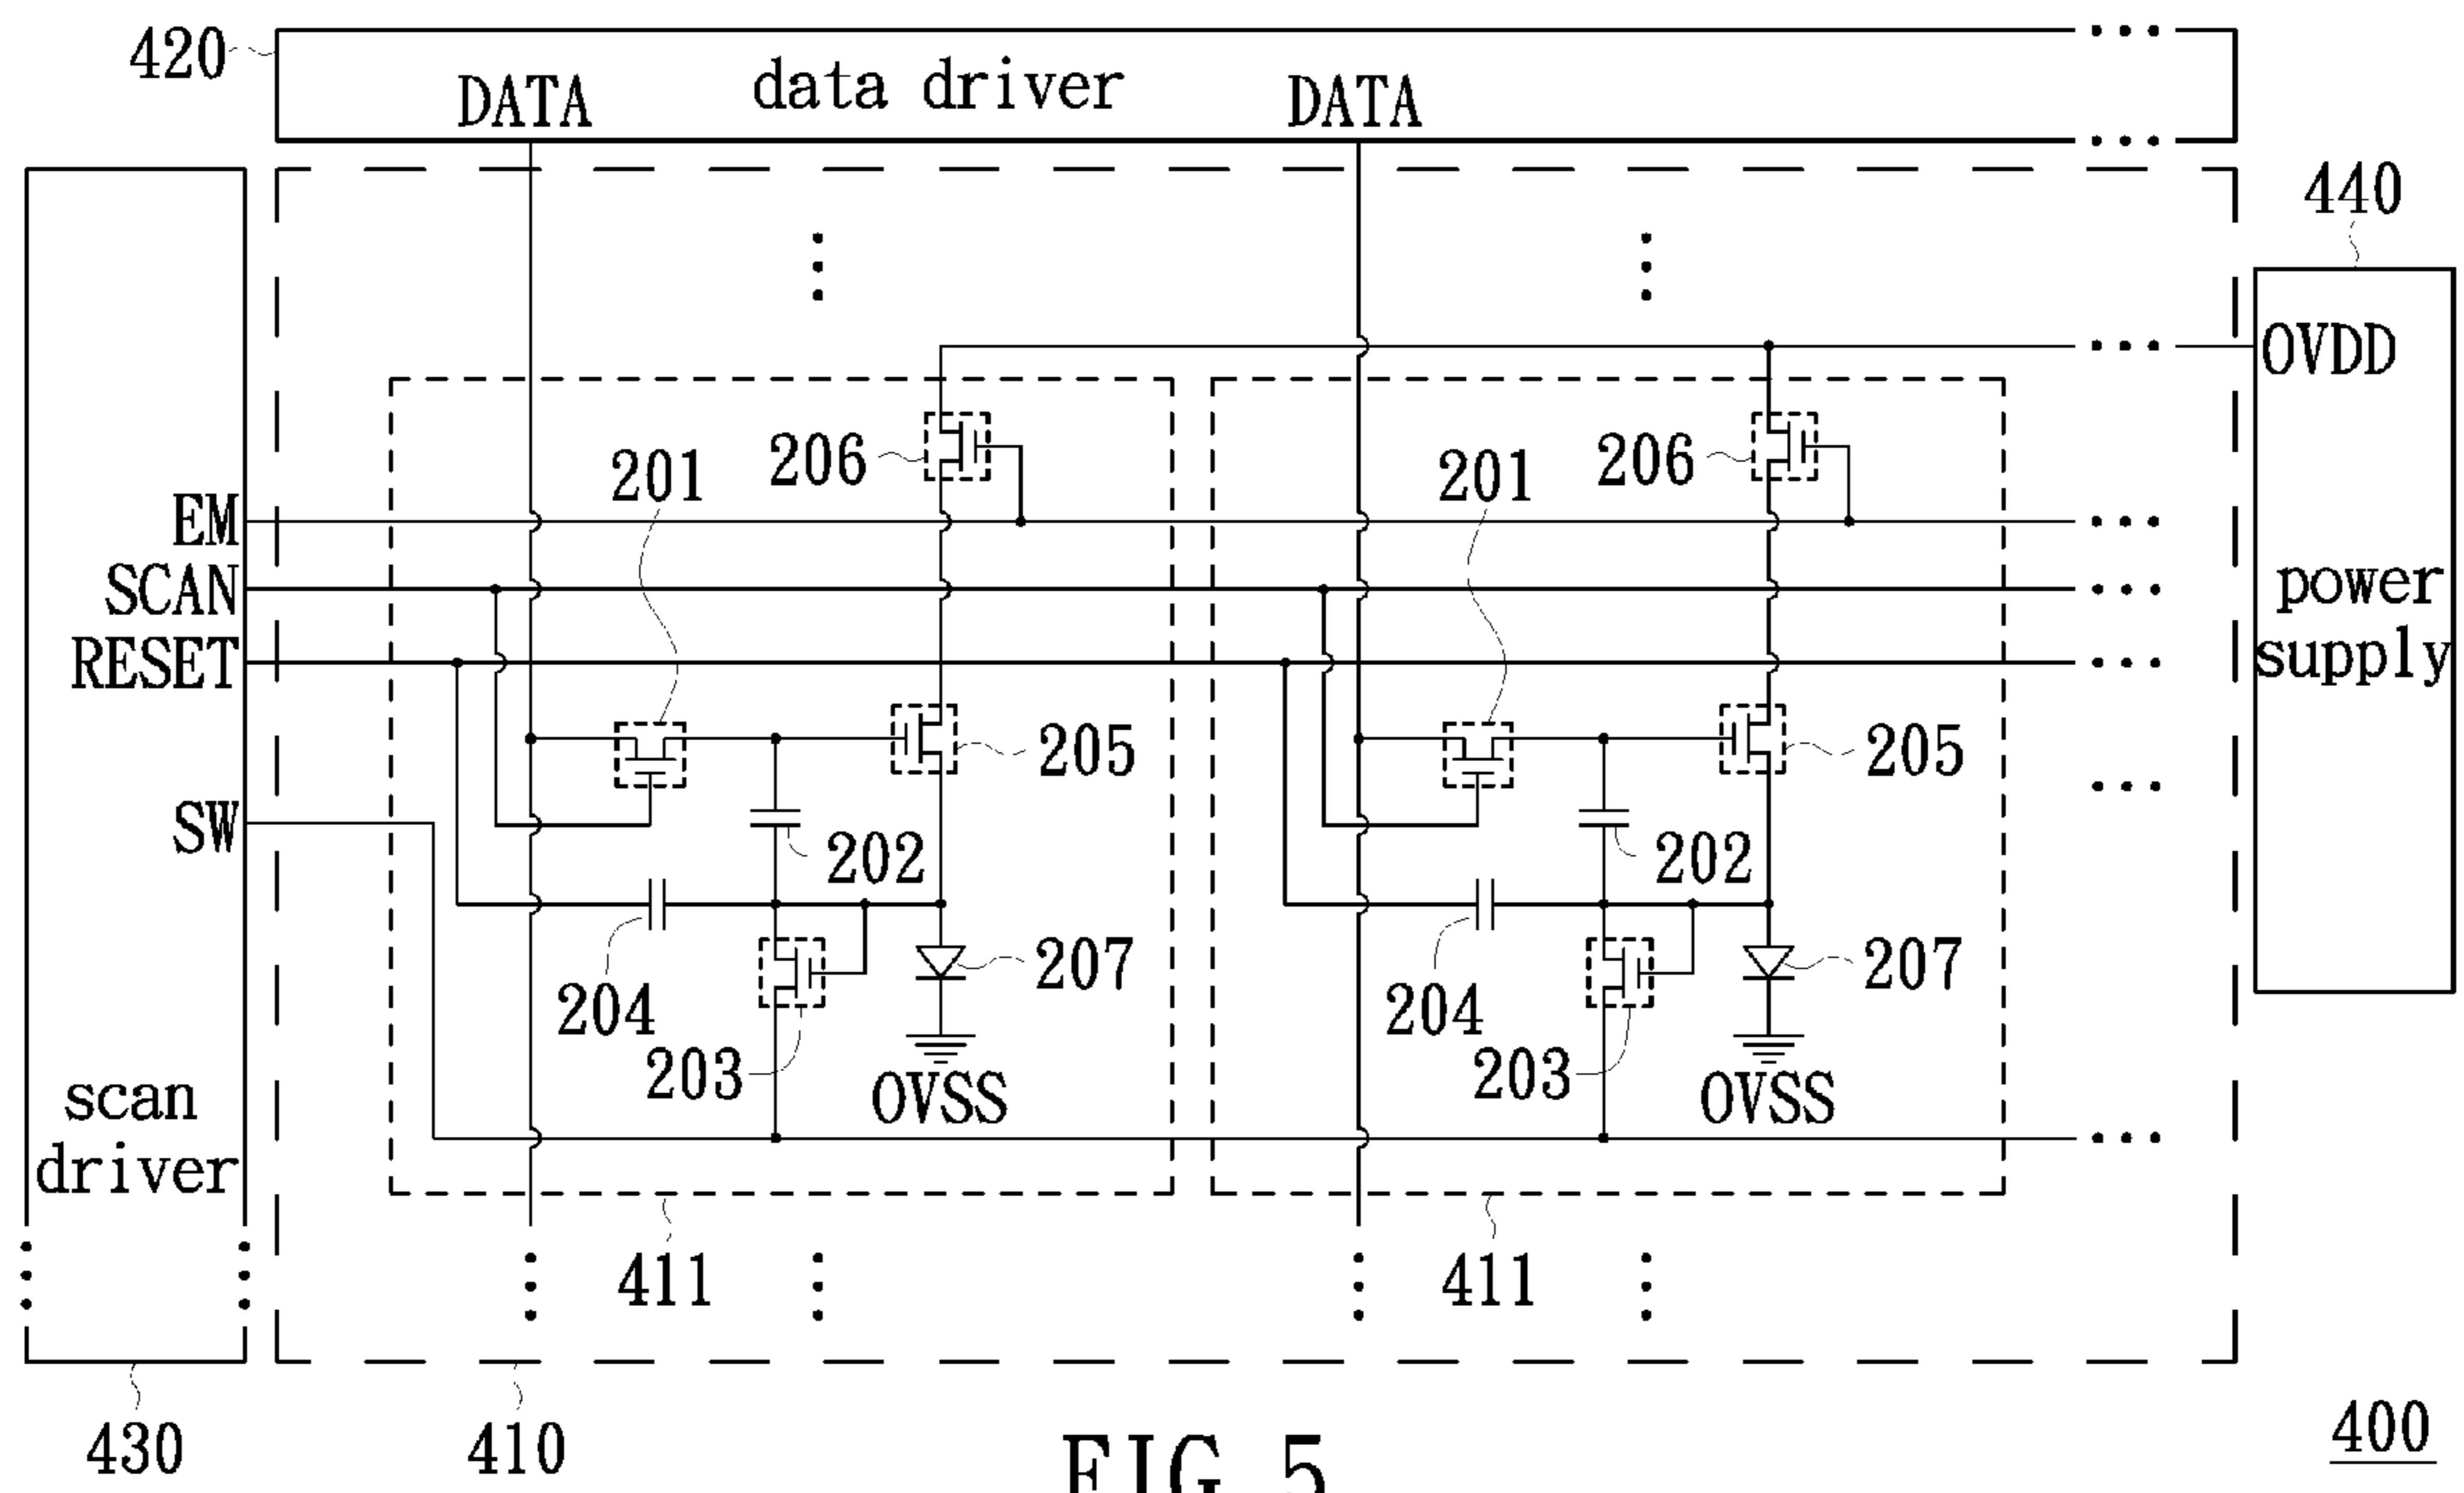 420
DATA data driver DATA
440
OVDD
206 206
201 201
EM
SCAN
RESET
power
supply
205 205
SW
202 202
204 207 204 207
203 203
OVSS OVSS
scan
driver
411 411
430 410 400
FIG 5